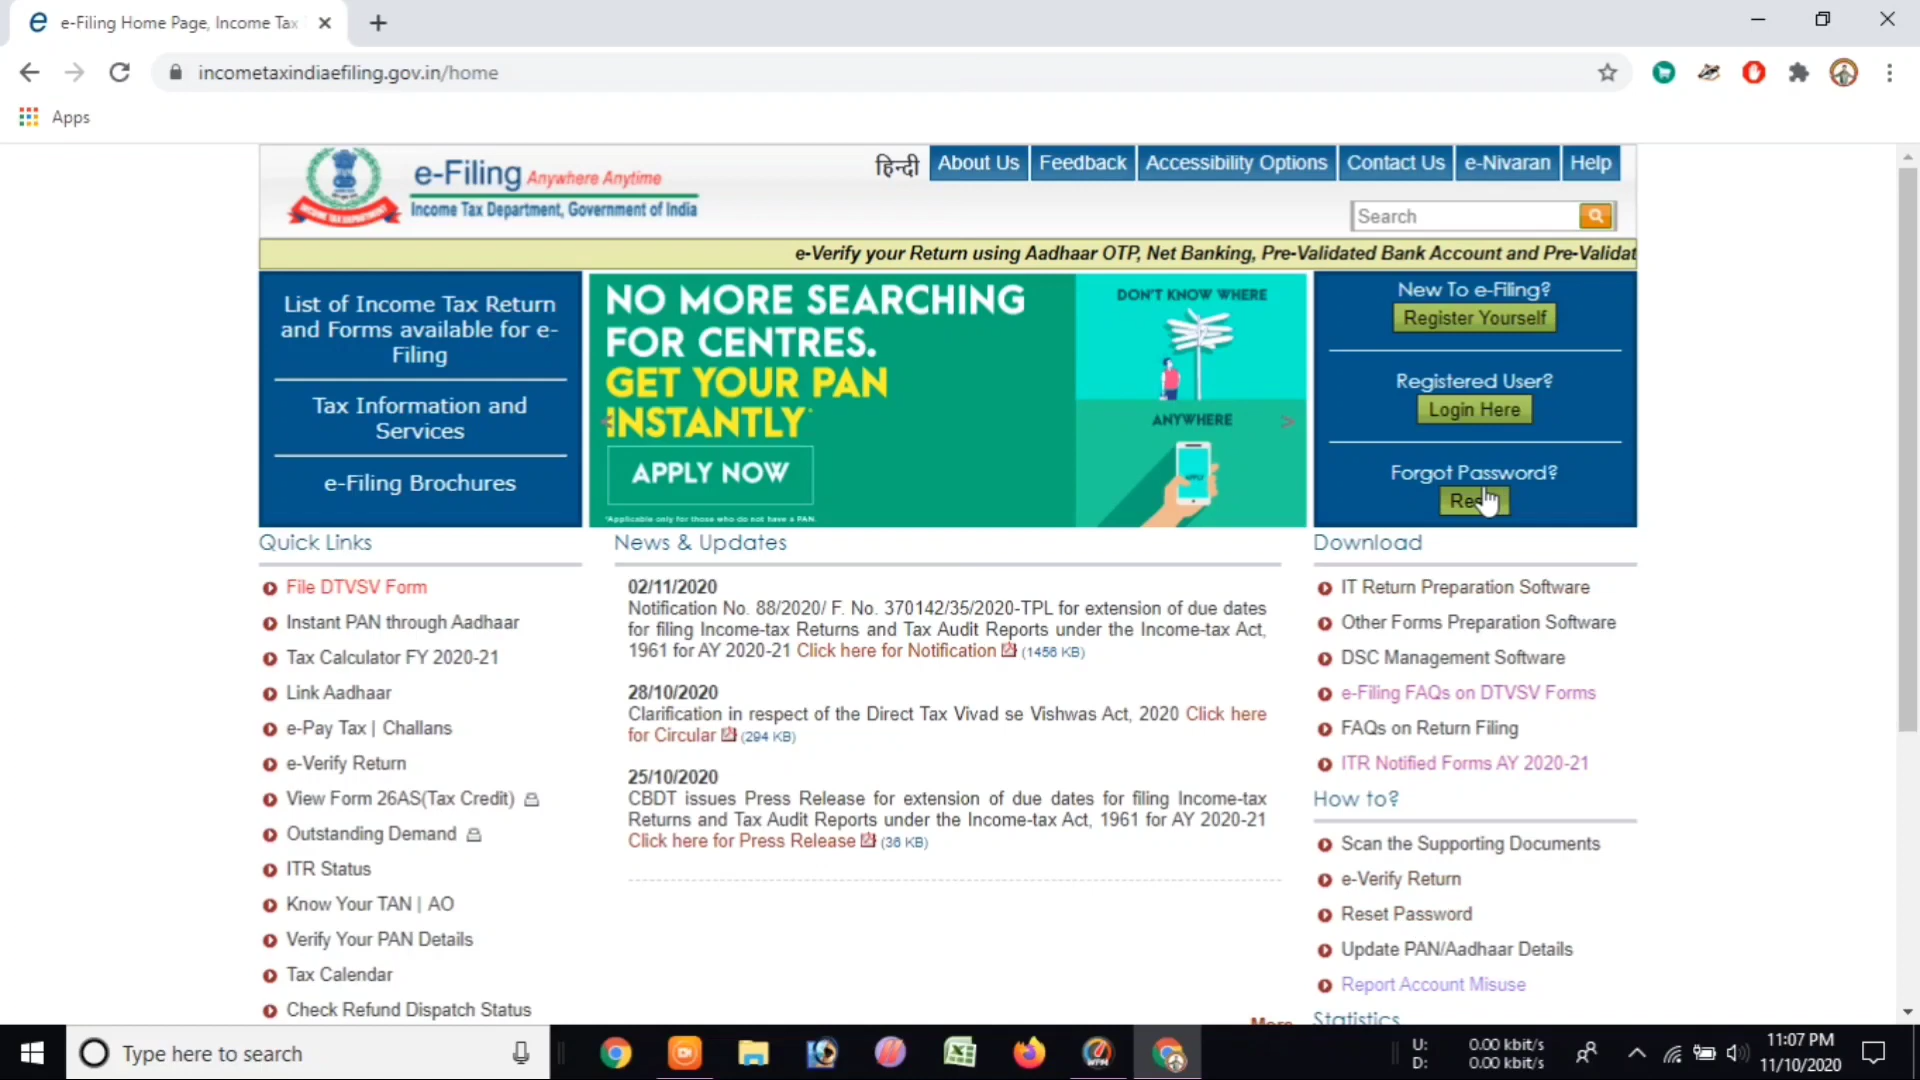 e-Filing Home Page, Income Tax
incometaxindiaefiling.gov.in/home
Apps
e-Filing Anywhere Anytime
Income Tax Department, Government of India
INCOME TAX DEPARTMENT
हिन्दी About Us Feedback Accessibility Options Contact Us e-Nivaran Help
Search
e-Verify your Return using Aadhaar OTP, Net Banking, Pre-Validated Bank Account and Pre-Validat
List of Income Tax Return
and Forms available for e-
Filing
Tax Information and
Services
e-Filing Brochures
NO MORE SEARCHING
FOR CENTRES.
GET YOUR PAN
INSTANTLY*
APPLY NOW
*Applicable only for those who do not have a PAN.
DON'T KNOW WHERE
ANYWHERE
APPLY
New To e-Filing?
Register Yourself
Registered User?
Login Here
Forgot Password?
Res
Quick Links
File DTVSV Form
Instant PAN through Aadhaar
Tax Calculator FY 2020-21
Link Aadhaar
e-Pay Tax | Challans
e-Verify Return
View Form 26AS(Tax Credit)
Outstanding Demand
ITR Status
Know Your TAN | AO
Verify Your PAN Details
Tax Calendar
Check Refund Dispatch Status
News & Updates
02/11/2020
Notification No. 88/2020/ F. No. 370142/35/2020-TPL for extension of due dates
for filing Income-tax Returns and Tax Audit Reports under the Income-tax Act,
1961 for AY 2020-21 Click here for Notification (1456 KB)
28/10/2020
Clarification in respect of the Direct Tax Vivad se Vishwas Act, 2020 Click here
for Circular (294 KB)
25/10/2020
CBDT issues Press Release for extension of due dates for filing Income-tax
Returns and Tax Audit Reports under the Income-tax Act, 1961 for AY 2020-21
Click here for Press Release (36 KB)
More
Download
IT Return Preparation Software
Other Forms Preparation Software
DSC Management Software
e-Filing FAQs on DTVSV Forms
FAQs on Return Filing
ITR Notified Forms AY 2020-21
How to?
Scan the Supporting Documents
e-Verify Return
Reset Password
Update PAN/Aadhaar Details
Report Account Misuse
Statistics
Type here to search
U: 0.00 kbit/s
D: 0.00 kbit/s
11:07 PM
11/10/2020